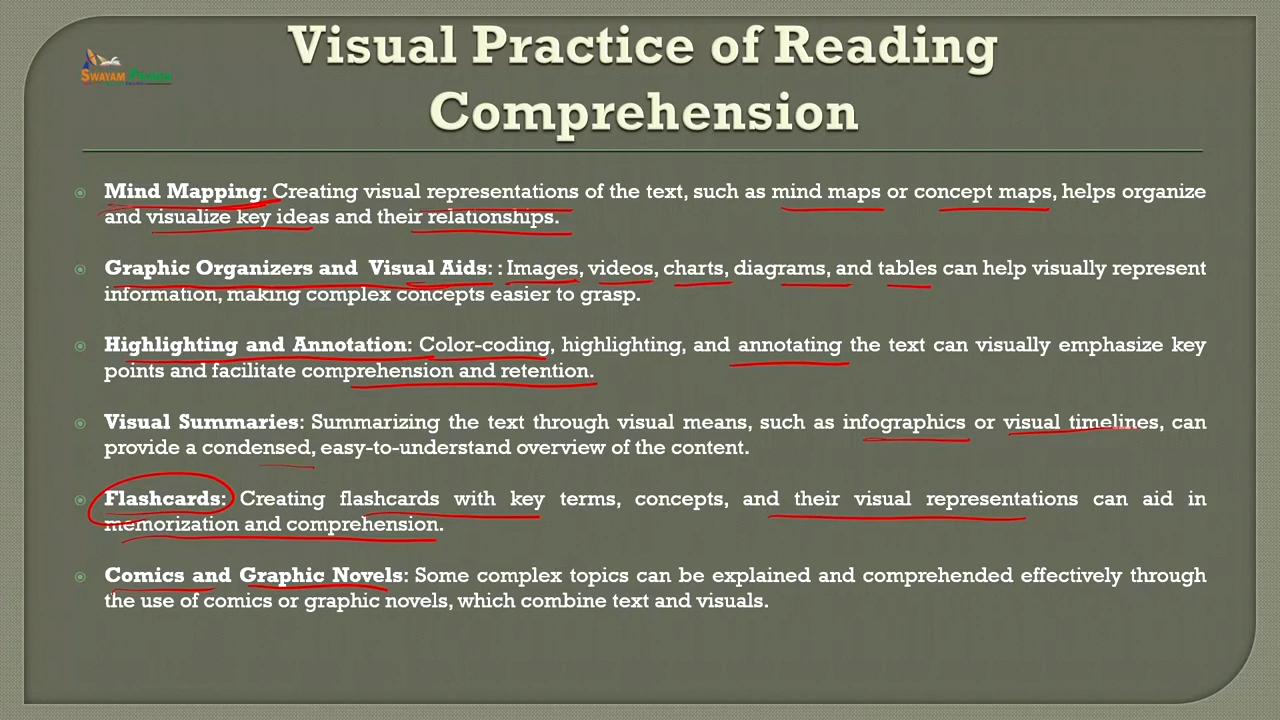 Visual Practice of Reading
Comprehension
SWAYAM PRABHA
Mind Mapping: Creating visual representations of the text, such as mind maps or concept maps, helps organize
and visualize key ideas and their relationships.
Graphic Organizers and Visual Aids: : Images, videos, charts, diagrams, and tables can help visually represent
information, making complex concepts easier to grasp.
Highlighting and Annotation: Color-coding, highlighting, and annotating the text can visually emphasize key
points and facilitate comprehension and retention.
Visual Summaries: Summarizing the text through visual means, such as infographics or visual timelines, can
provide a condensed, easy-to-understand overview of the content.
Flashcards: Creating flashcards with key terms, concepts, and their visual representations can aid in
memorization and comprehension.
Comics and Graphic Novels: Some complex topics can be explained and comprehended effectively through
the use of comics or graphic novels, which combine text and visuals.